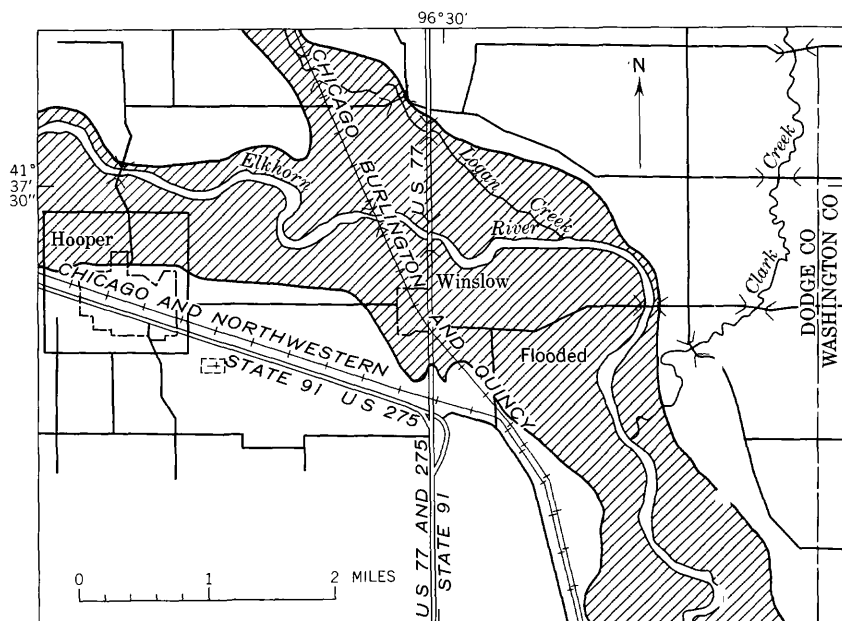 96°30'
N
CHICAGO BURLINGTON AND QUINCY
US 77
Logan Creek
Elkhorn River
41°
37'
30"
Creek
Clark
DODGE CO
WASHINGTON CO
Hooper
Winslow
CHICAGO AND NORTHWESTERN
Flooded
STATE 91 US 275
US 77 AND 275
STATE 91
0 1 2 MILES